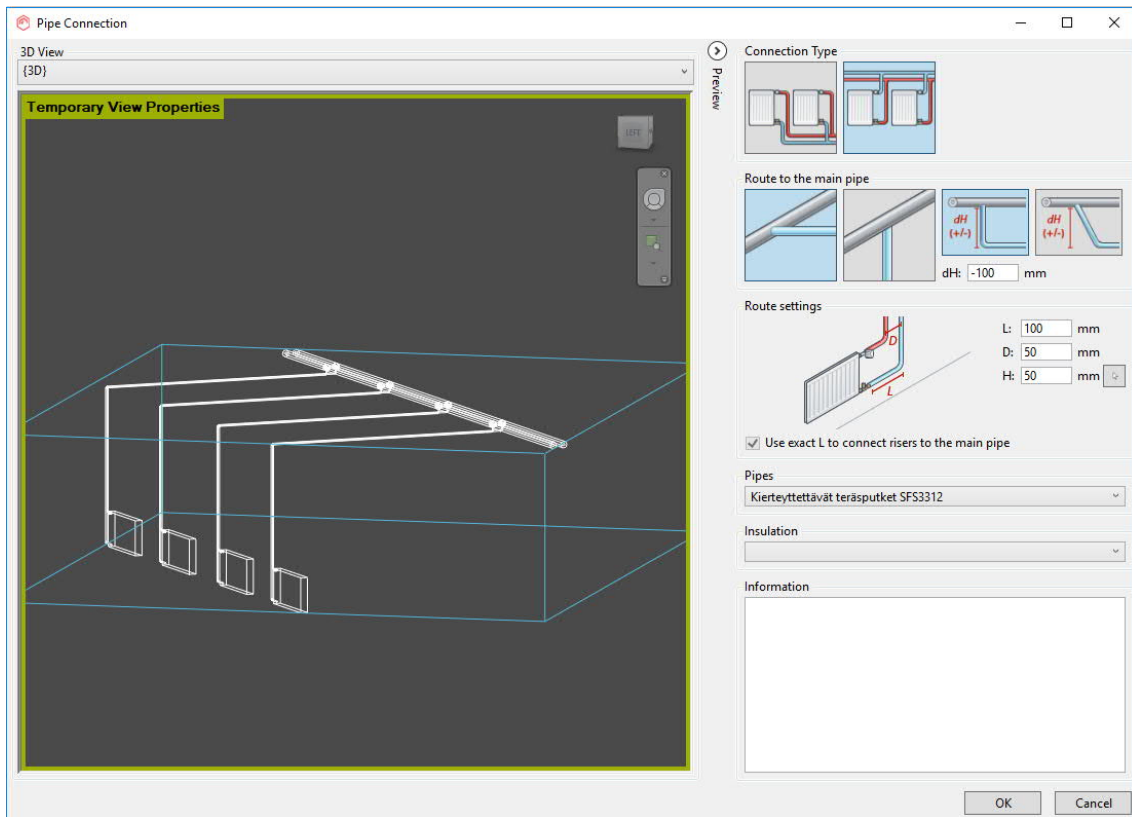 Pipe Connection
3D View
{3D}
Temporary View Properties
LEFT
Preview
Connection Type
Route to the main pipe
dH
(+/-)
dH
(+/-)
dH: -100 mm
Route settings
D
L
L: 100 mm
D: 50 mm
H: 50 mm
Use exact L to connect risers to the main pipe
Pipes
Kierteytettävät teräsputket SFS3312
Insulation
Information
OK Cancel